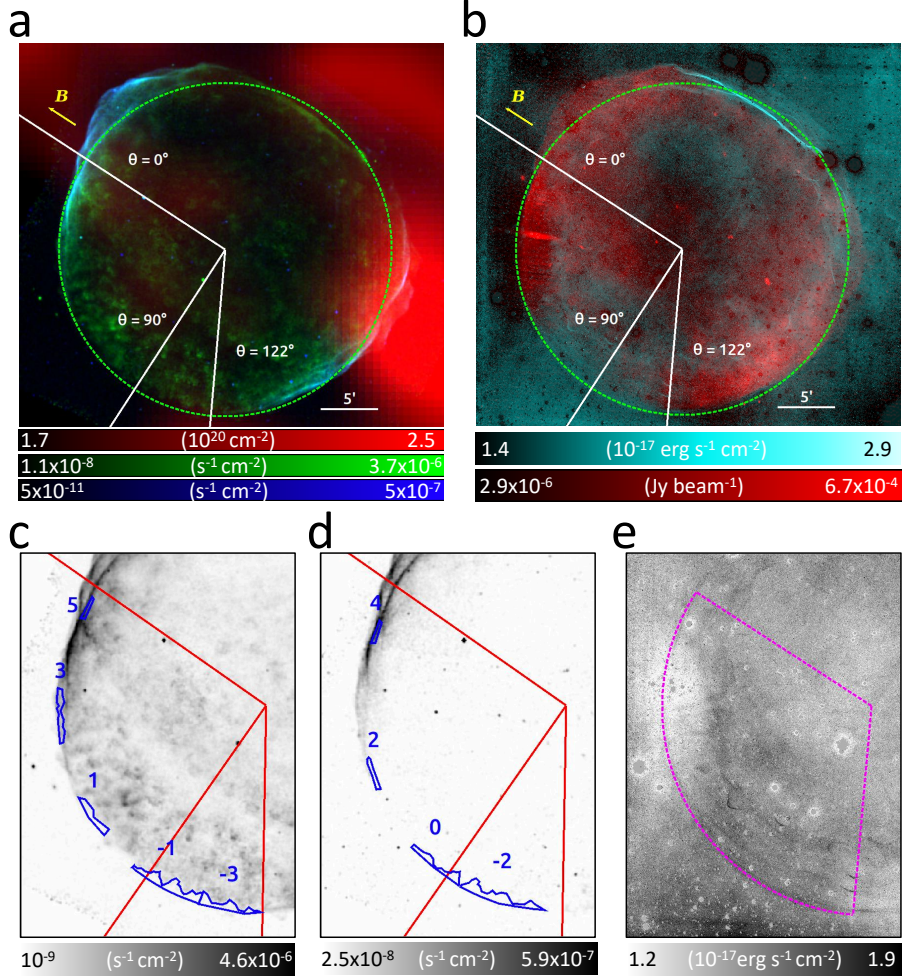 a
B
θ = 0°
θ = 90°
θ = 122°
5'
1.7 (10²⁰ cm⁻²) 2.5
1.1x10⁻⁸ (s⁻¹ cm⁻²) 3.7x10⁻⁶
5x10⁻¹¹ (s⁻¹ cm⁻²) 5x10⁻⁷
b
B
θ = 0°
θ = 90°
θ = 122°
5'
1.4 (10⁻¹⁷ erg s⁻¹ cm⁻²) 2.9
2.9x10⁻⁶ (Jy beam⁻¹) 6.7x10⁻⁴
c
5
3
1
-1
-3
10⁻⁹ (s⁻¹ cm⁻²) 4.6x10⁻⁶
d
4
2
0
-2
2.5x10⁻⁸ (s⁻¹ cm⁻²) 5.9x10⁻⁷
e
1.2 (10⁻¹⁷erg s⁻¹ cm⁻²) 1.9